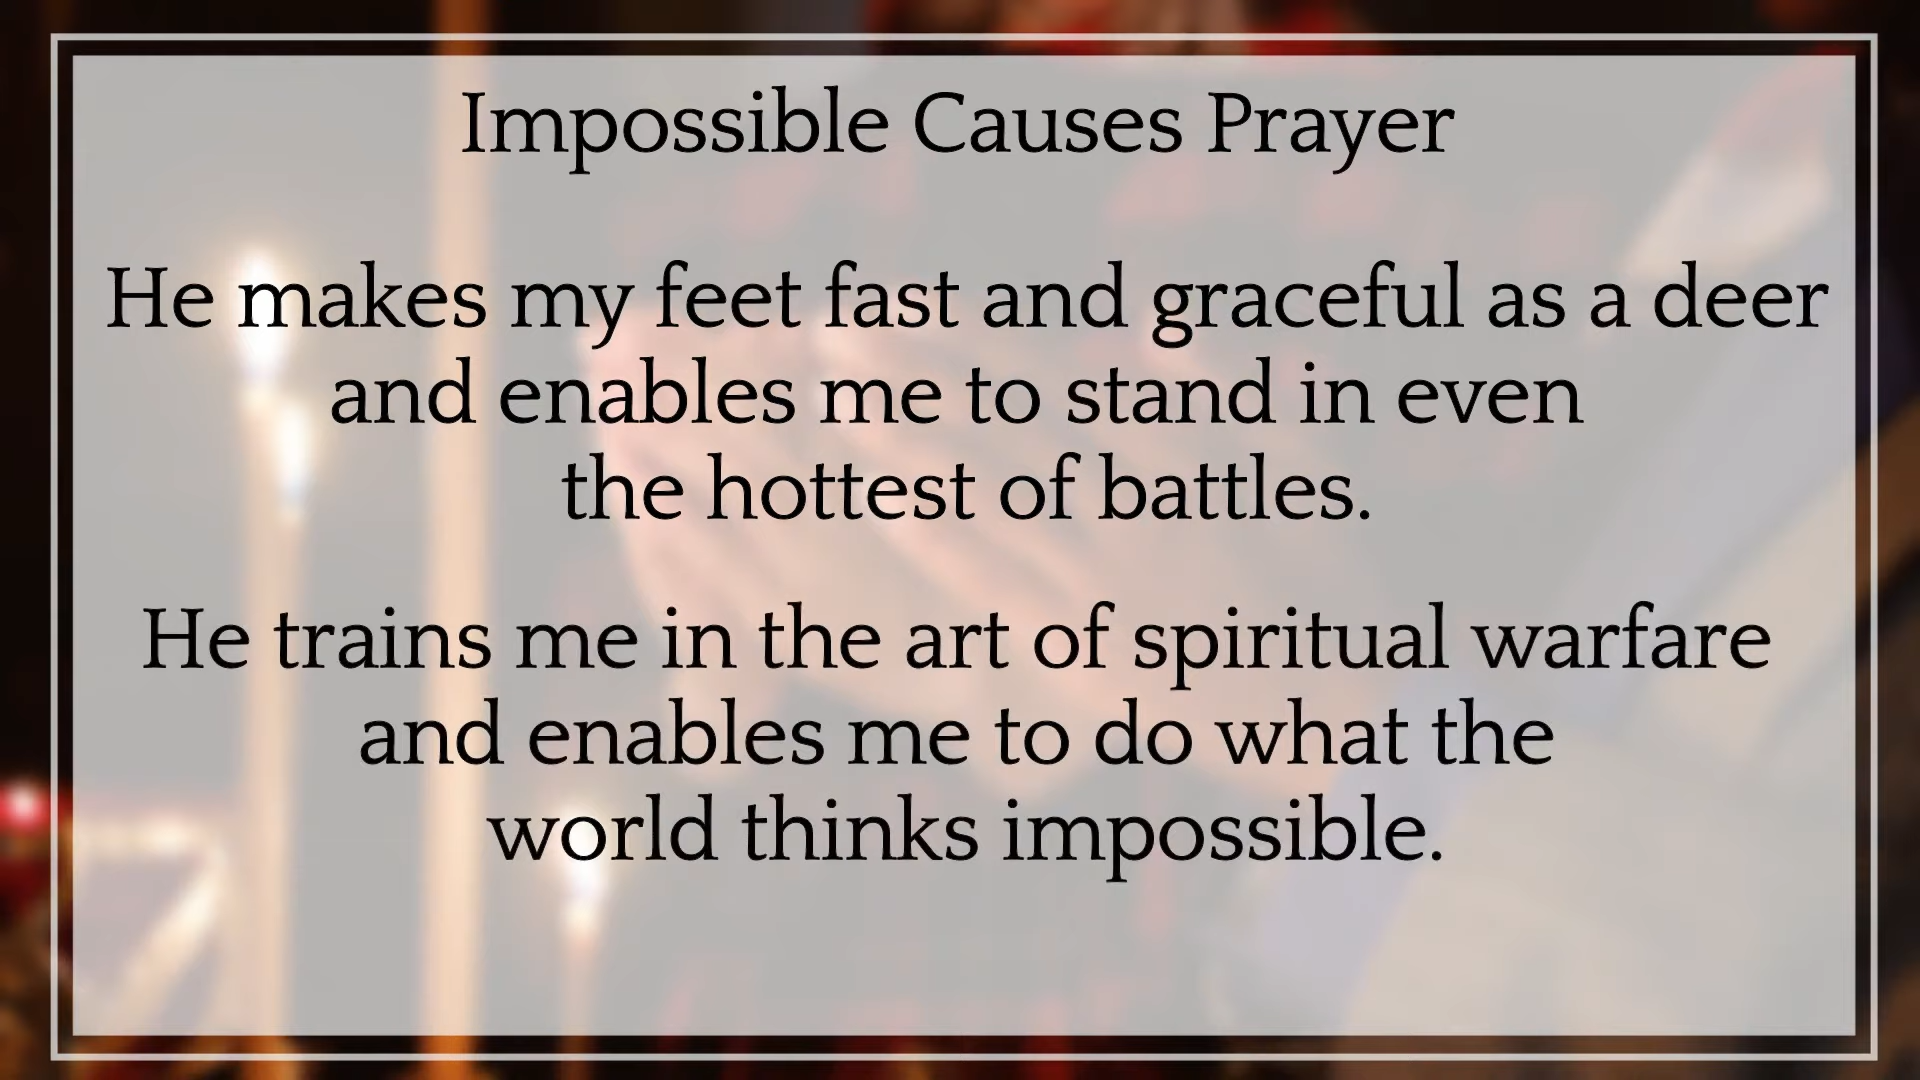 Impossible Causes Prayer
He makes my feet fast and graceful as a deer
and enables me to stand in even
the hottest of battles.
He trains me in the art of spiritual warfare
and enables me to do what the
world thinks impossible.